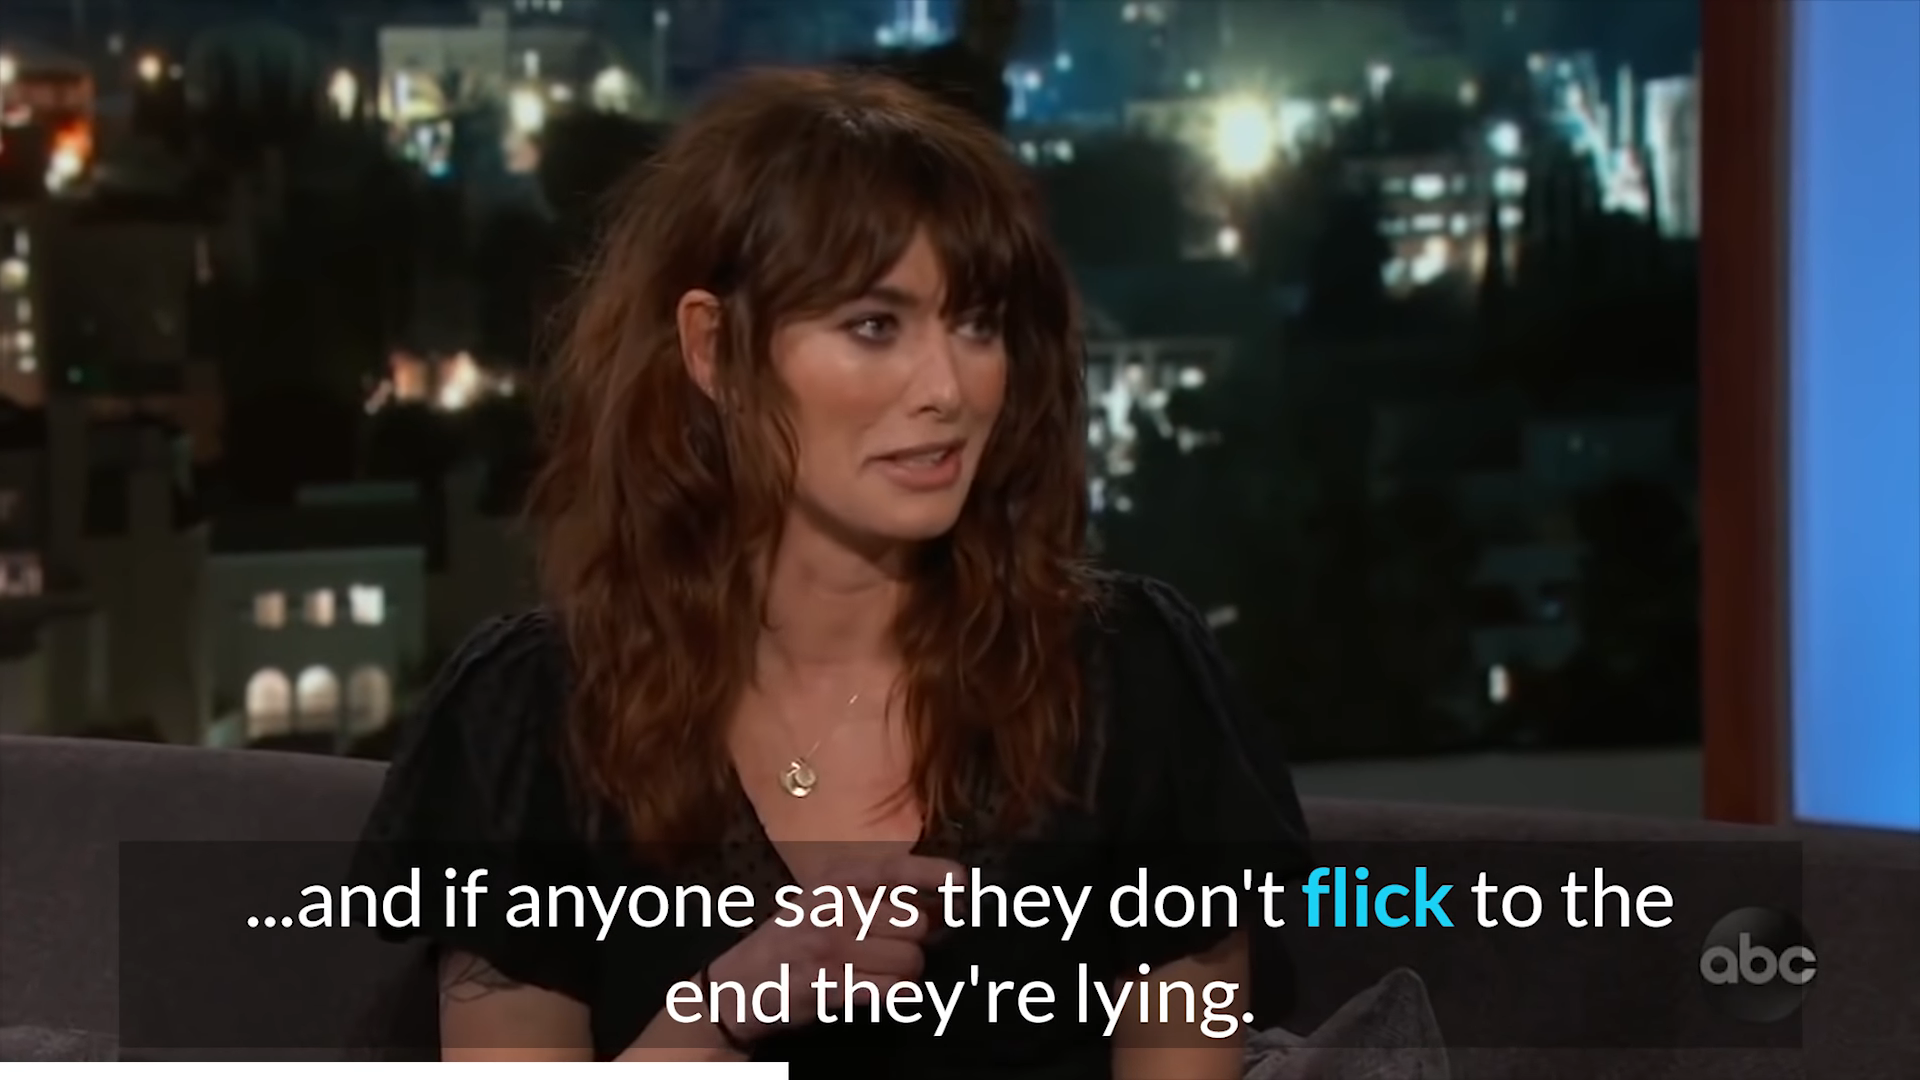 ...and if anyone says they don't flick to the
end they're lying.
abc